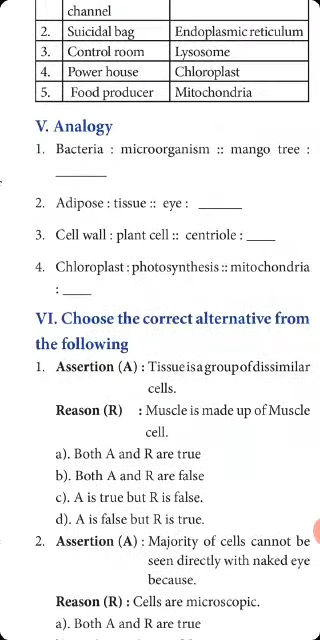 channel
2. Suicidal bag Endoplasmic reticulum
3. Control room Lysosome
4. Power house Chloroplast
5. Food producer Mitochondria
V. Analogy
1. Bacteria : microorganism :: mango tree :
________
2. Adipose : tissue :: eye : ______
3. Cell wall : plant cell :: centriole : ____
4. Chloroplast : photosynthesis :: mitochondria
: ____
VI. Choose the correct alternative from
the following
1. Assertion (A) : Tissue is a group of dissimilar
cells.
Reason (R) : Muscle is made up of Muscle
cell.
a). Both A and R are true
b). Both A and R are false
c). A is true but R is false.
d). A is false but R is true.
2. Assertion (A) : Majority of cells cannot be
seen directly with naked eye
because.
Reason (R) : Cells are microscopic.
a). Both A and R are true